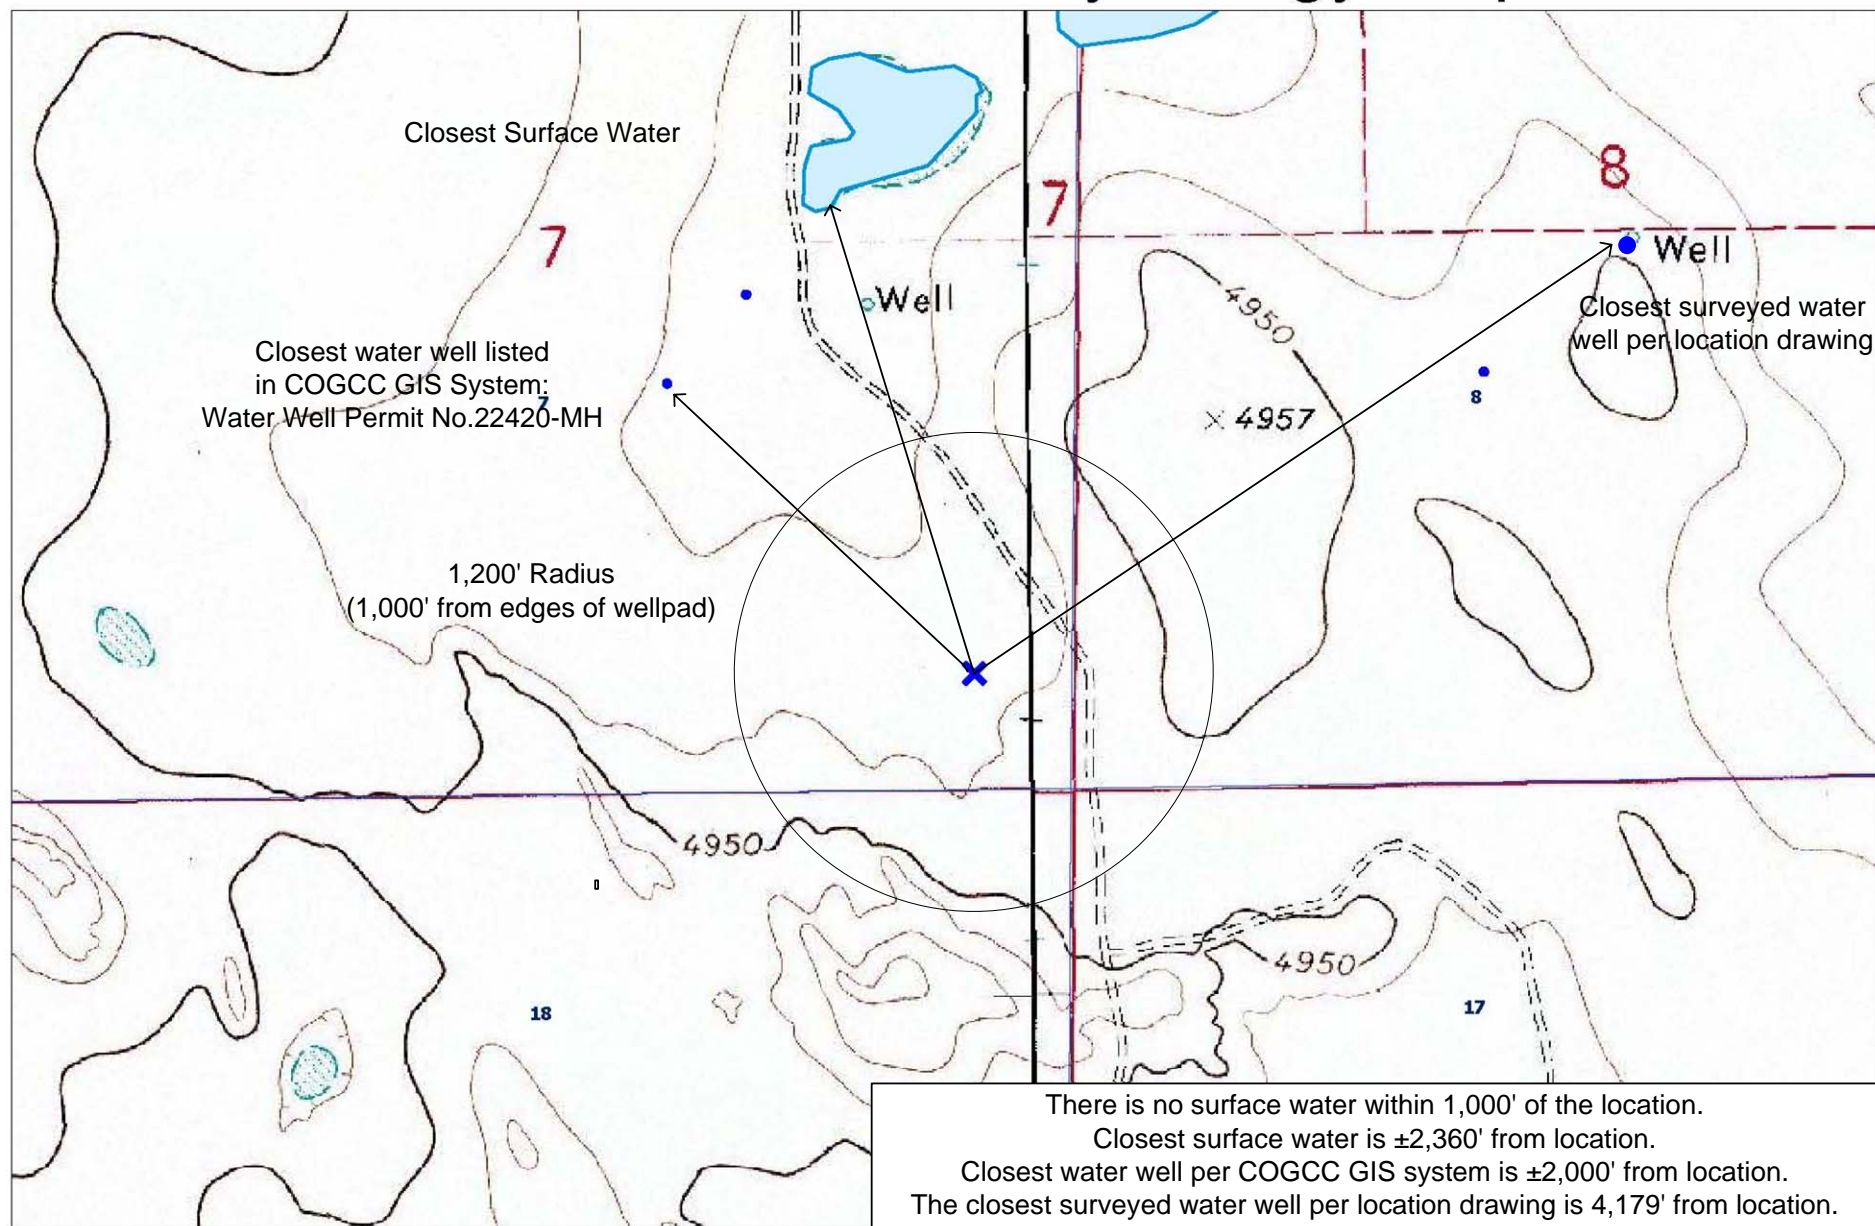 Closest Surface Water
7
7
8
Well
Well
4950
Closest surveyed water
well per location drawing
Closest water well listed
in COGCC GIS System:
7
Water Well Permit No.22420-MH
8
4957
1,200' Radius
(1,000' from edges of wellpad)
4950
4950
18
17
There is no surface water within 1,000' of the location.
Closest surface water is ±2,360' from location.
Closest water well per COGCC GIS system is ±2,000' from location.
The closest surveyed water well per location drawing is 4,179' from location.